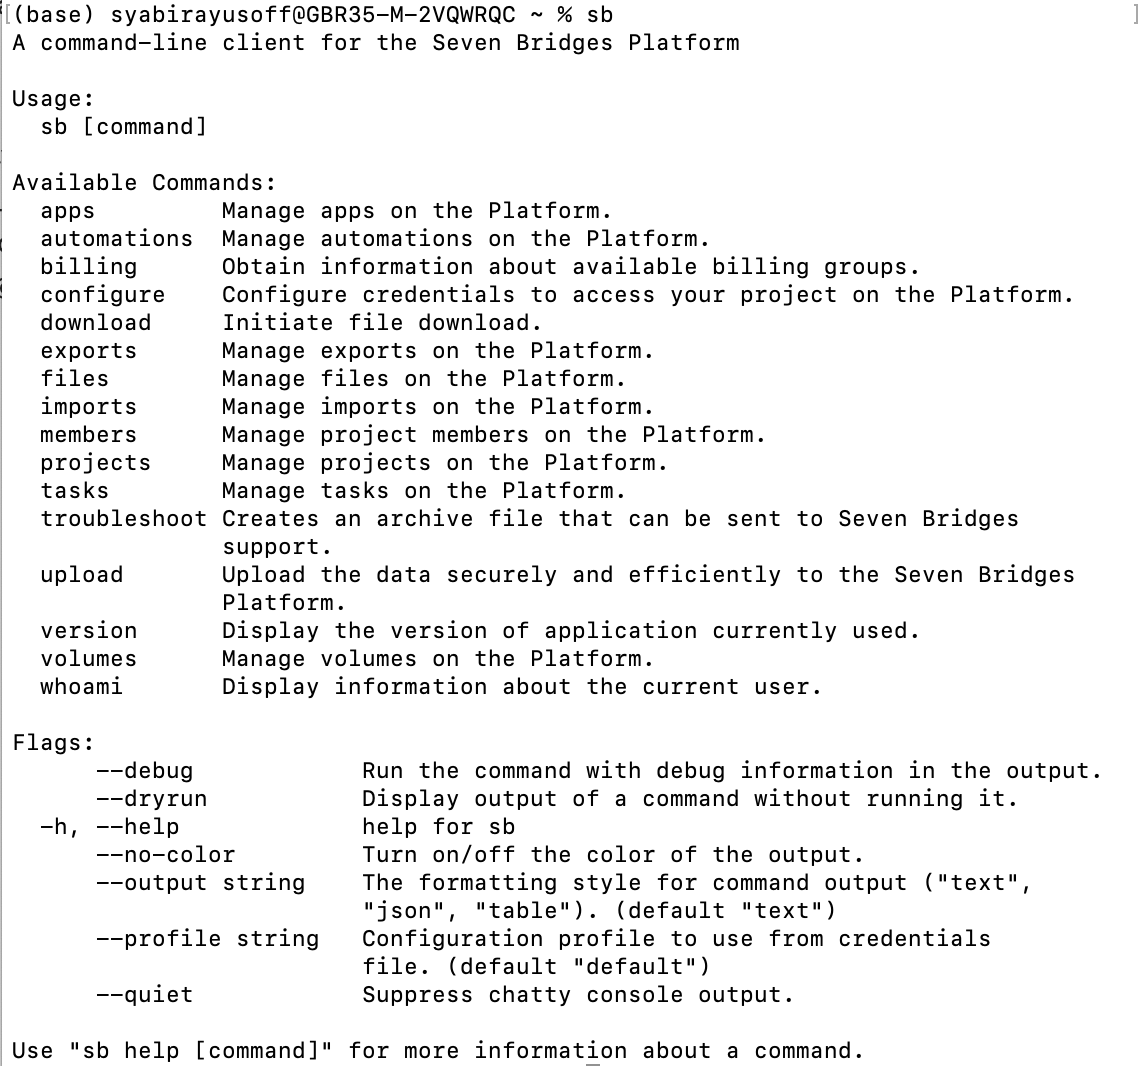 (base) syabirayusoff@GBR35-M-2VQWRQC ~ % sb
A command-line client for the Seven Bridges Platform
Usage:
sb [command]
Available Commands:
apps Manage apps on the Platform.
automations Manage automations on the Platform.
billing Obtain information about available billing groups.
configure Configure credentials to access your project on the Platform.
download Initiate file download.
exports Manage exports on the Platform.
files Manage files on the Platform.
imports Manage imports on the Platform.
members Manage project members on the Platform.
projects Manage projects on the Platform.
tasks Manage tasks on the Platform.
troubleshoot Creates an archive file that can be sent to Seven Bridges
support.
upload Upload the data securely and efficiently to the Seven Bridges
Platform.
version Display the version of application currently used.
volumes Manage volumes on the Platform.
whoami Display information about the current user.
Flags:
--debug Run the command with debug information in the output.
--dryrun Display output of a command without running it.
-h, --help help for sb
--no-color Turn on/off the color of the output.
--output string The formatting style for command output ("text",
"json", "table"). (default "text")
--profile string Configuration profile to use from credentials
file. (default "default")
--quiet Suppress chatty console output.
Use "sb help [command]" for more information about a command.